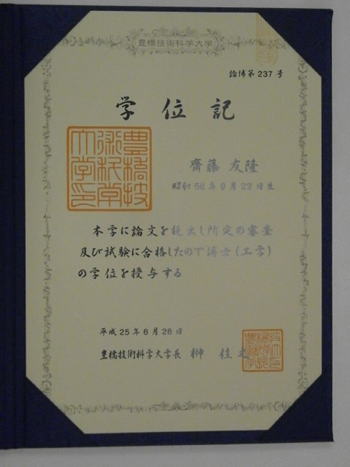 豊橋技術科学大学
論博第237号
学位記
齋藤 友隆
本学に論文を提出し所定の審査
及び試験に合格したので博士(工学)
の学位を授与する
平成25年6月26日
豊橋技術科学大学長 榊 佳之